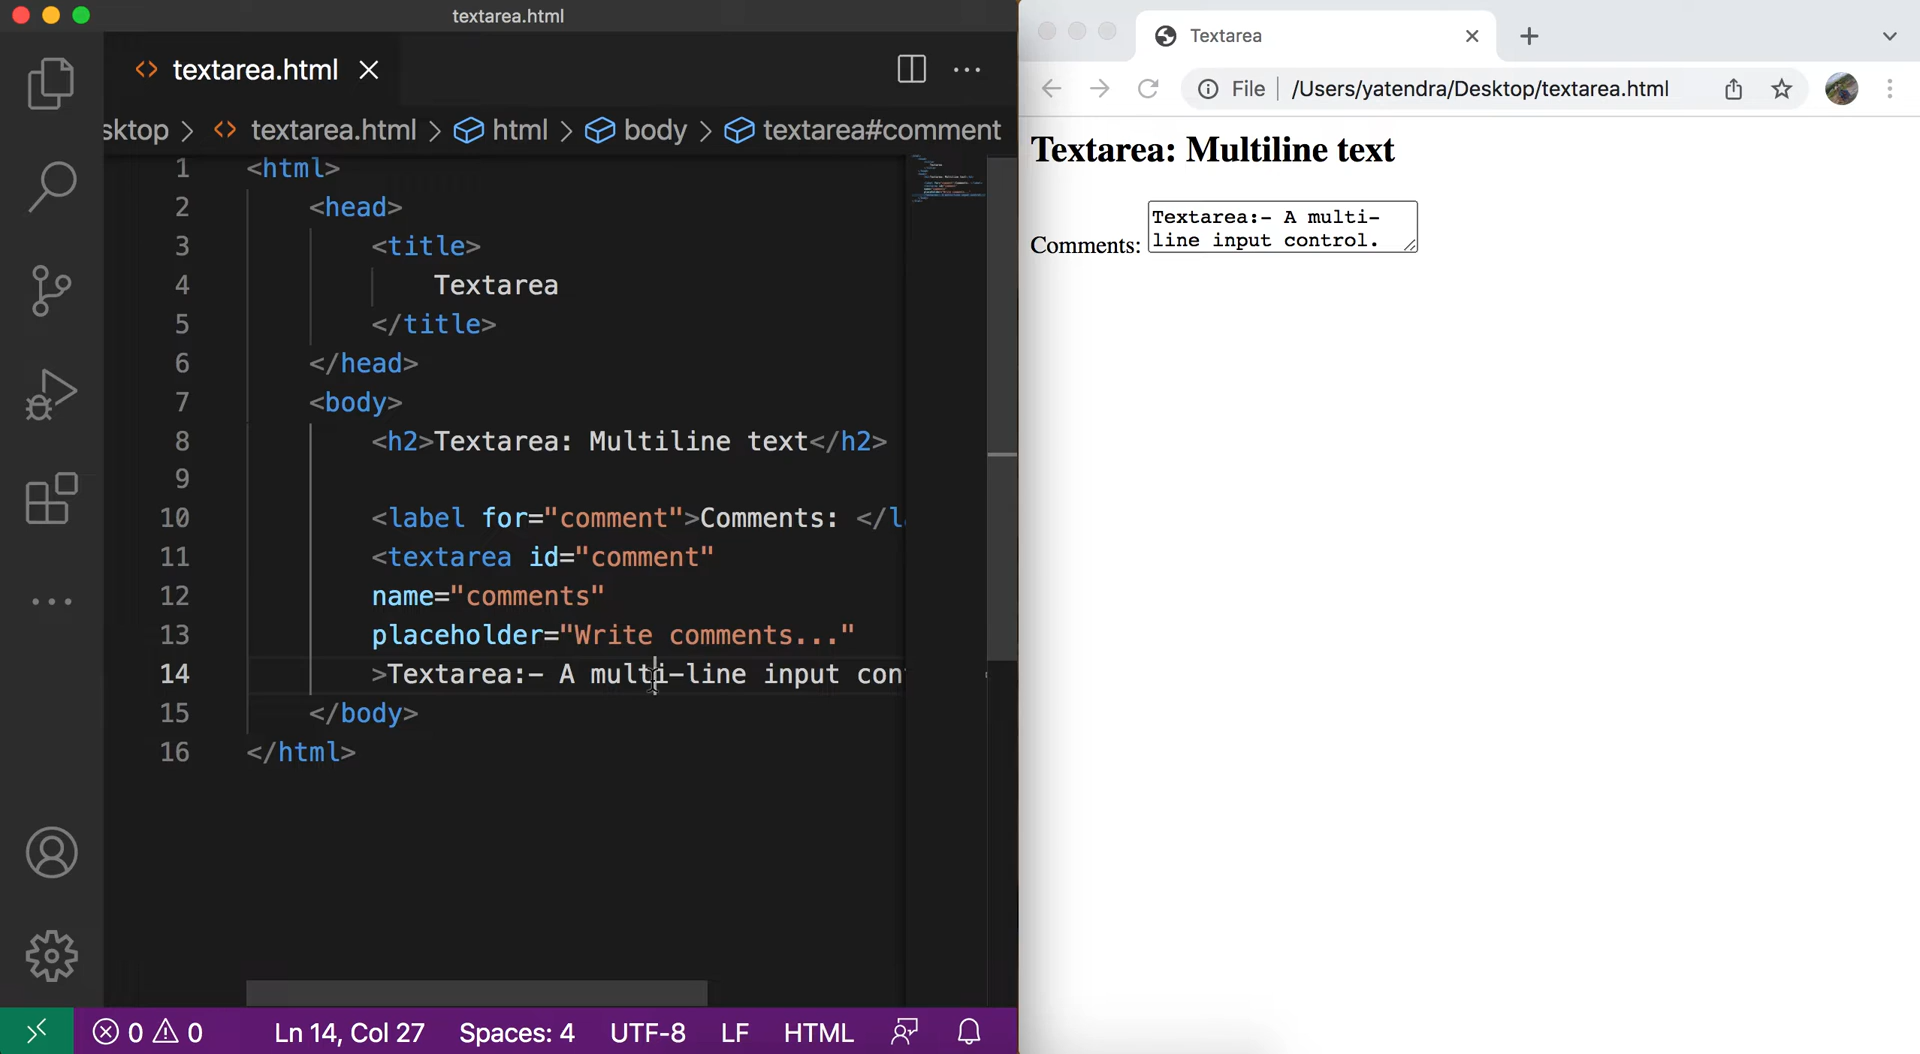 textarea.html
textarea.html
sktop > textarea.html > html > body > textarea#comment
1 <html>
2 <head>
3 <title>
4 Textarea
5 </title>
6 </head>
7 <body>
8 <h2>Textarea: Multiline text</h2>
9
10 <label for="comment">Comments: </l
11 <textarea id="comment"
12 name="comments"
13 placeholder="Write comments..."
14 >Textarea:- A multi-line input con
15 </body>
16 </html>
0 0 Ln 14, Col 27 Spaces: 4 UTF-8 LF HTML
Textarea
File /Users/yatendra/Desktop/textarea.html
Textarea: Multiline text
Comments:
Textarea:- A multi-
line input control.